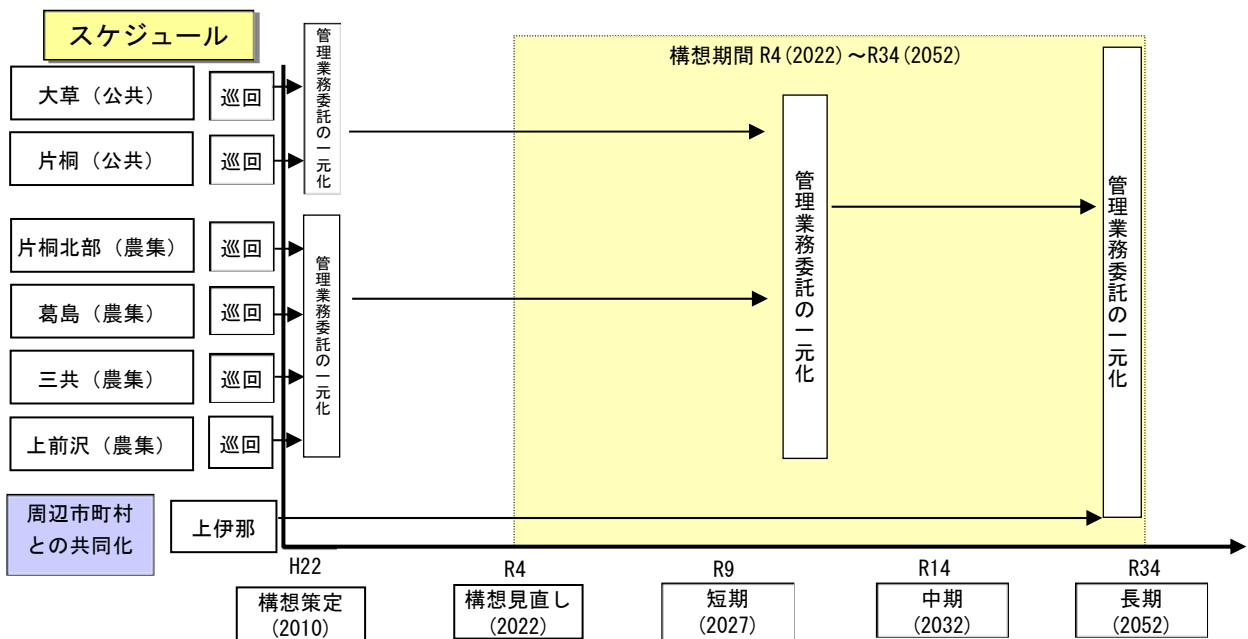 スケジュール
構想期間 R4(2022)～R34(2052)
大草（公共）
巡回
片桐（公共）
巡回
管理業務委託の一元化
片桐北部（農集）
巡回
葛島（農集）
巡回
三共（農集）
巡回
上前沢（農集）
巡回
管理業務委託の一元化
管理業務委託の一元化
管理業務委託の一元化
周辺市町村
との共同化
上伊那
H22
R4
R9
R14
R34
構想策定
(2010)
構想見直し
(2022)
短期
(2027)
中期
(2032)
長期
(2052)